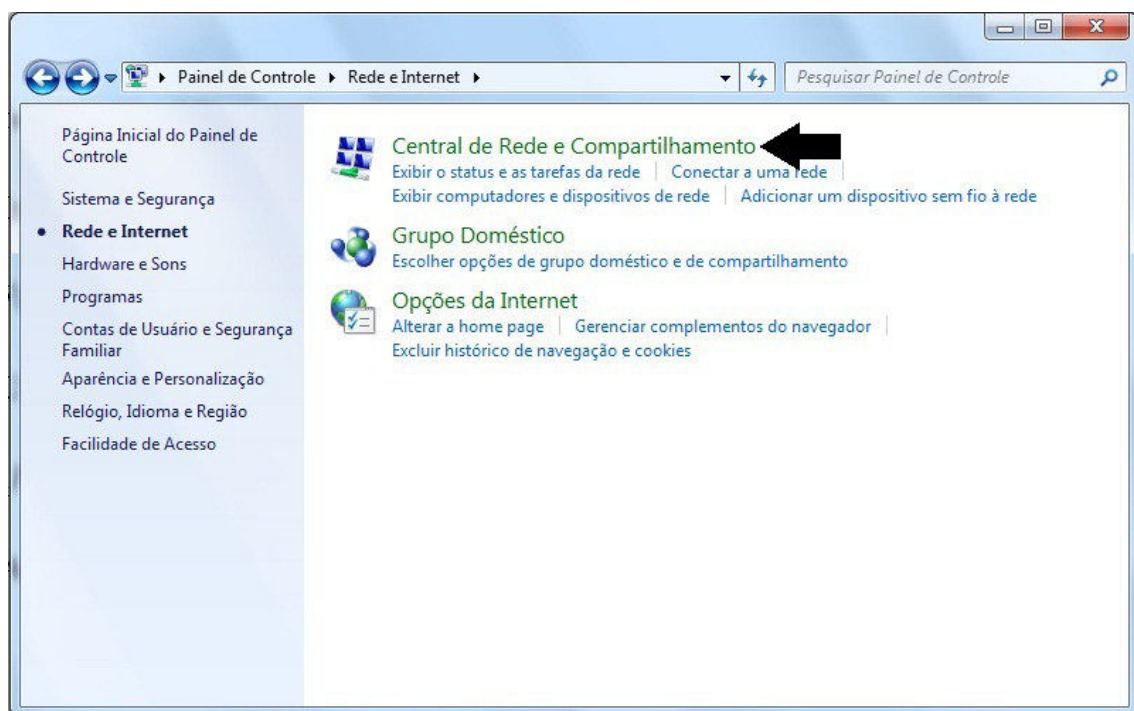 Painel de Controle Rede e Internet
Pesquisar Painel de Controle
Página Inicial do Painel de
Controle
Sistema e Segurança
Rede e Internet
Hardware e Sons
Programas
Contas de Usuário e Segurança
Familiar
Aparência e Personalização
Relógio, Idioma e Região
Facilidade de Acesso
Central de Rede e Compartilhamento
Exibir o status e as tarefas da rede Conectar a uma rede
Exibir computadores e dispositivos de rede Adicionar um dispositivo sem fio à rede
Grupo Doméstico
Escolher opções de grupo doméstico e de compartilhamento
Opções da Internet
Alterar a home page Gerenciar complementos do navegador
Excluir histórico de navegação e cookies